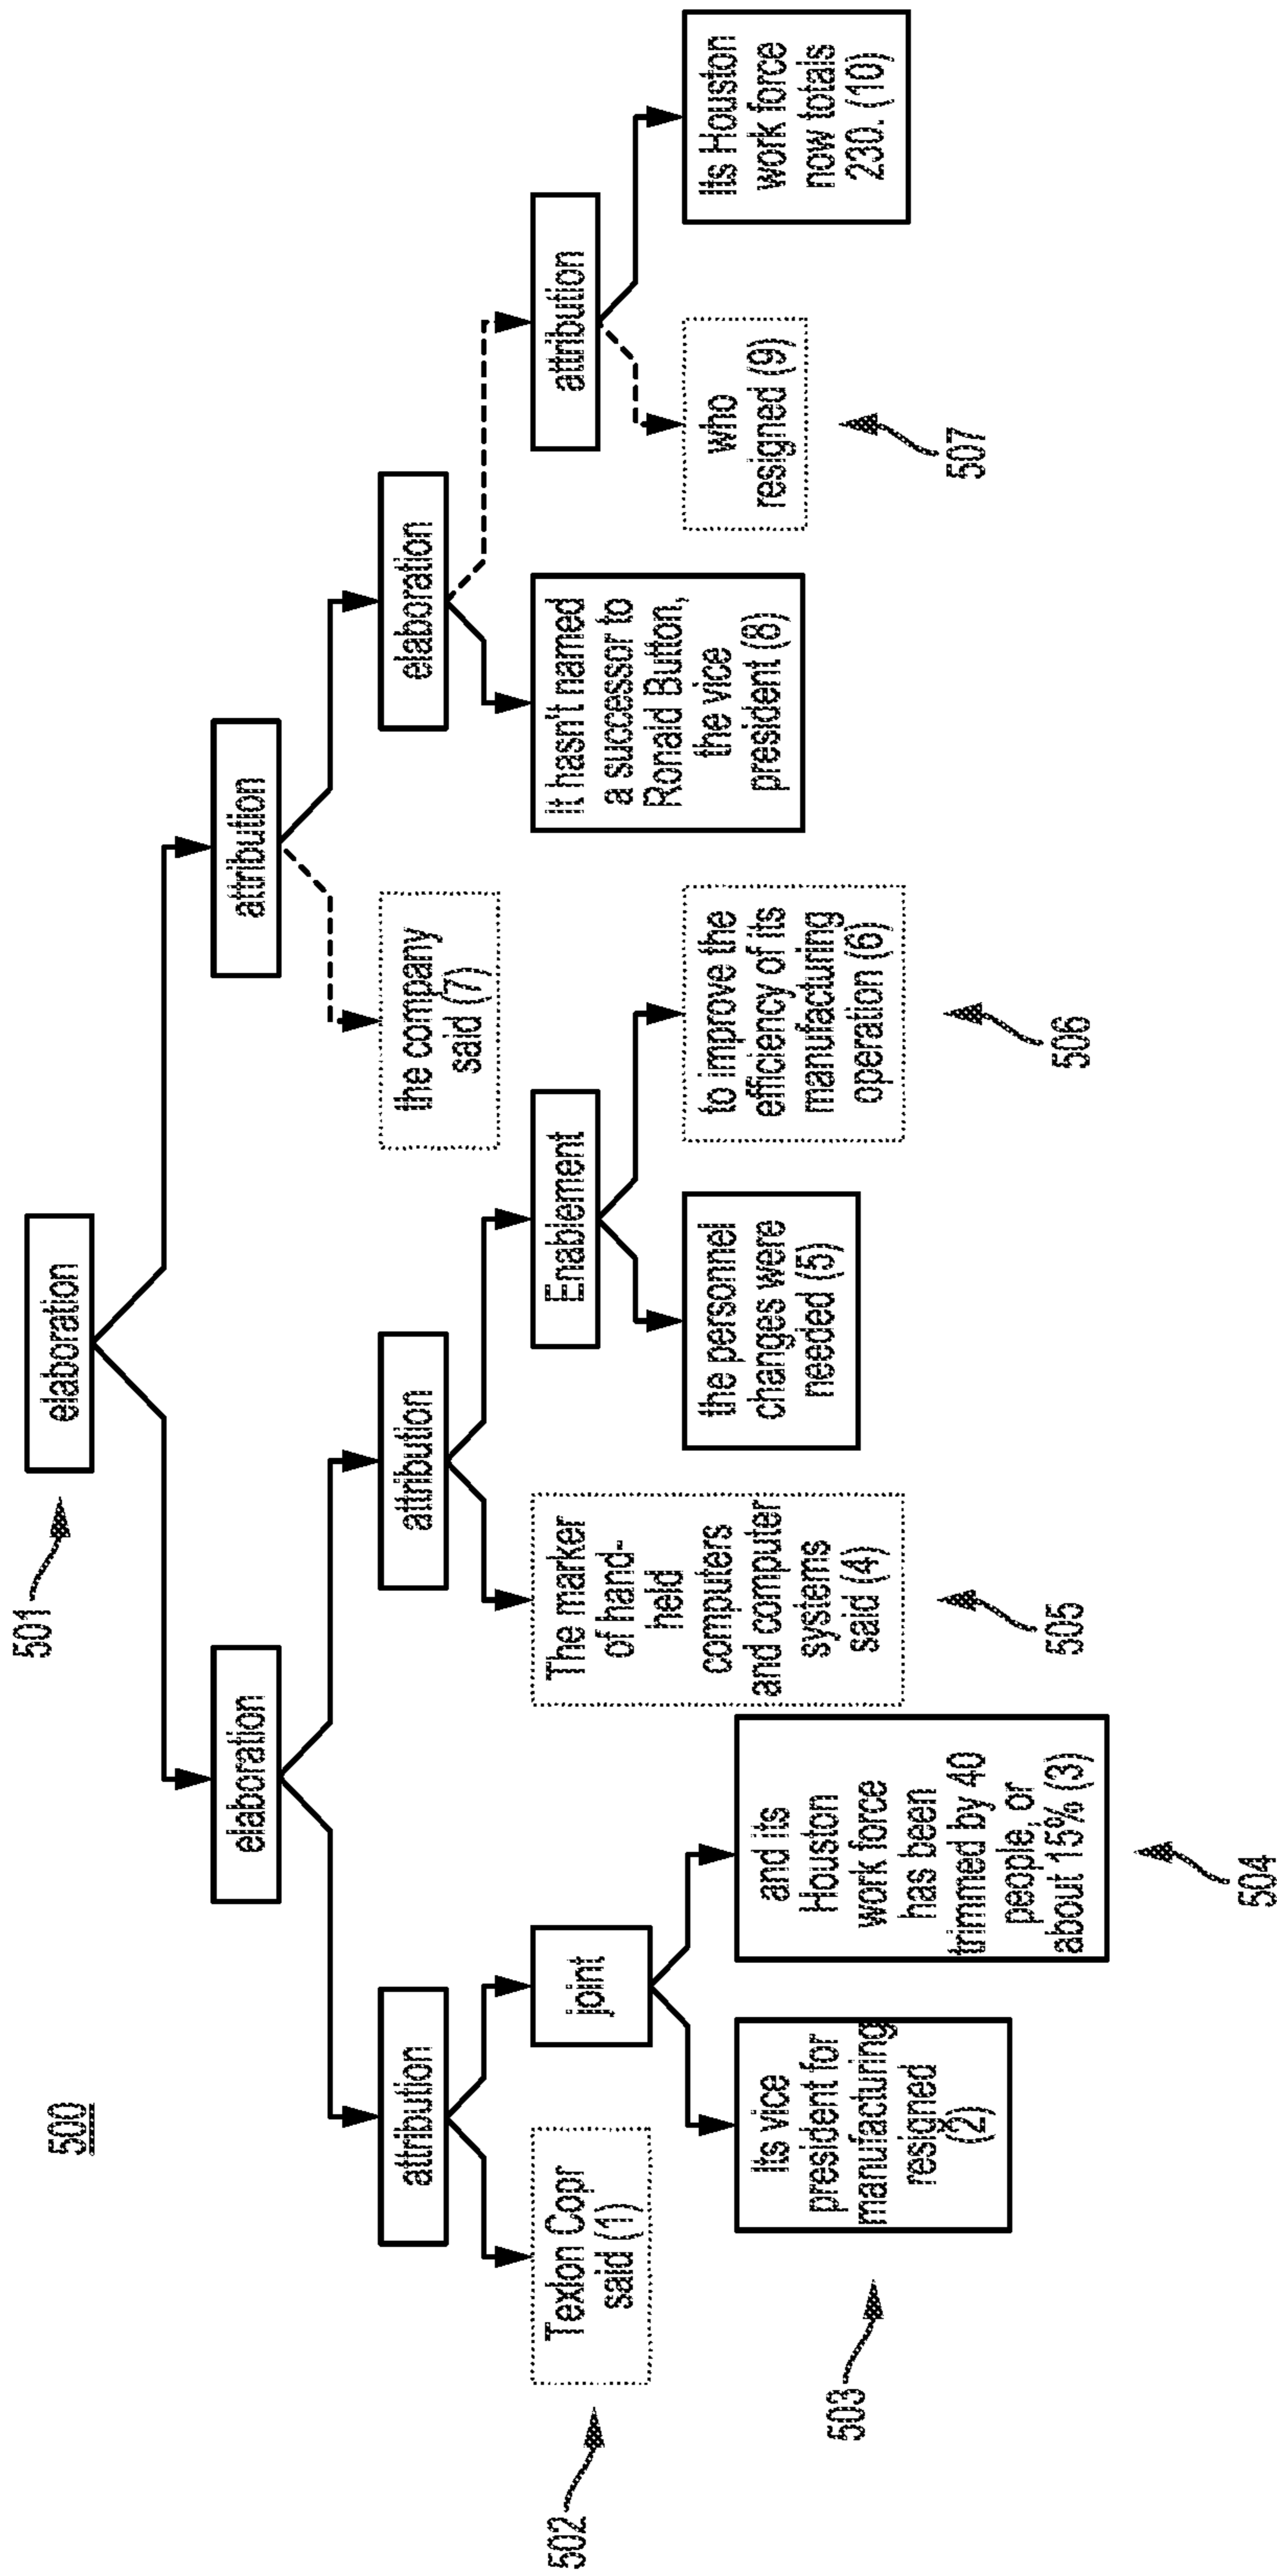 500
501
elaboration
elaboration
attribution
attribution
attribution
the company
said (7)
elaboration
Texlon Copr
said (1)
joint
The marker
of hand-
held
computers
and computer
systems
said (4)
Enablement
It hasn't named
a successor to
Ronald Button,
the vice
president (8)
attribution
502
Its vice
president for
manufacturing
resigned
(2)
and its
Houston
work force
has been
trimmed by 40
people, or
about 15% (3)
the personnel
changes were
needed (5)
to improve the
efficiency of its
manufacturing
operation (6)
who
resigned (9)
Its Houston
work force
now totals
230. (10)
503
504
505
506
507